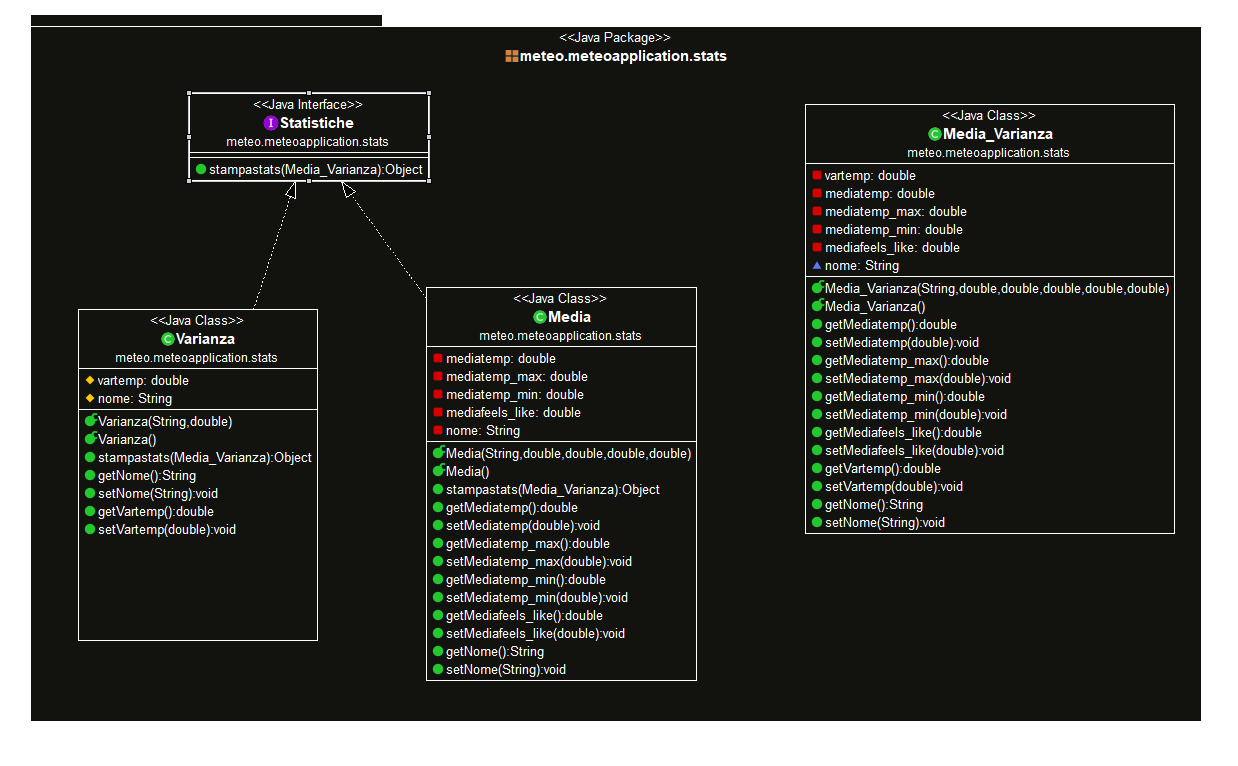 <<Java Package>>
meteo.meteoapplication.stats
<<Java Interface>>
Statistiche
meteo.meteoapplication.stats
stampastats(Media_Varianza):Object
<<Java Class>>
Varianza
meteo.meteoapplication.stats
vartemp: double
nome: String
Varianza(String,double)
Varianza()
stampastats(Media_Varianza):Object
getNome():String
setNome(String):void
getVartemp():double
setVartemp(double):void
<<Java Class>>
Media
meteo.meteoapplication.stats
mediatemp: double
mediatemp_max: double
mediatemp_min: double
mediafeels_like: double
nome: String
Media(String,double,double,double,double)
Media()
stampastats(Media_Varianza):Object
getMediatemp():double
setMediatemp(double):void
getMediatemp_max():double
setMediatemp_max(double):void
getMediatemp_min():double
setMediatemp_min(double):void
getMediafeels_like():double
setMediafeels_like(double):void
getNome():String
setNome(String):void
<<Java Class>>
Media_Varianza
meteo.meteoapplication.stats
vartemp: double
mediatemp: double
mediatemp_max: double
mediatemp_min: double
mediafeels_like: double
nome: String
Media_Varianza(String,double,double,double,double,double)
Media_Varianza()
getMediatemp():double
setMediatemp(double):void
getMediatemp_max():double
setMediatemp_max(double):void
getMediatemp_min():double
setMediatemp_min(double):void
getMediafeels_like():double
setMediafeels_like(double):void
getVartemp():double
setVartemp(double):void
getNome():String
setNome(String):void